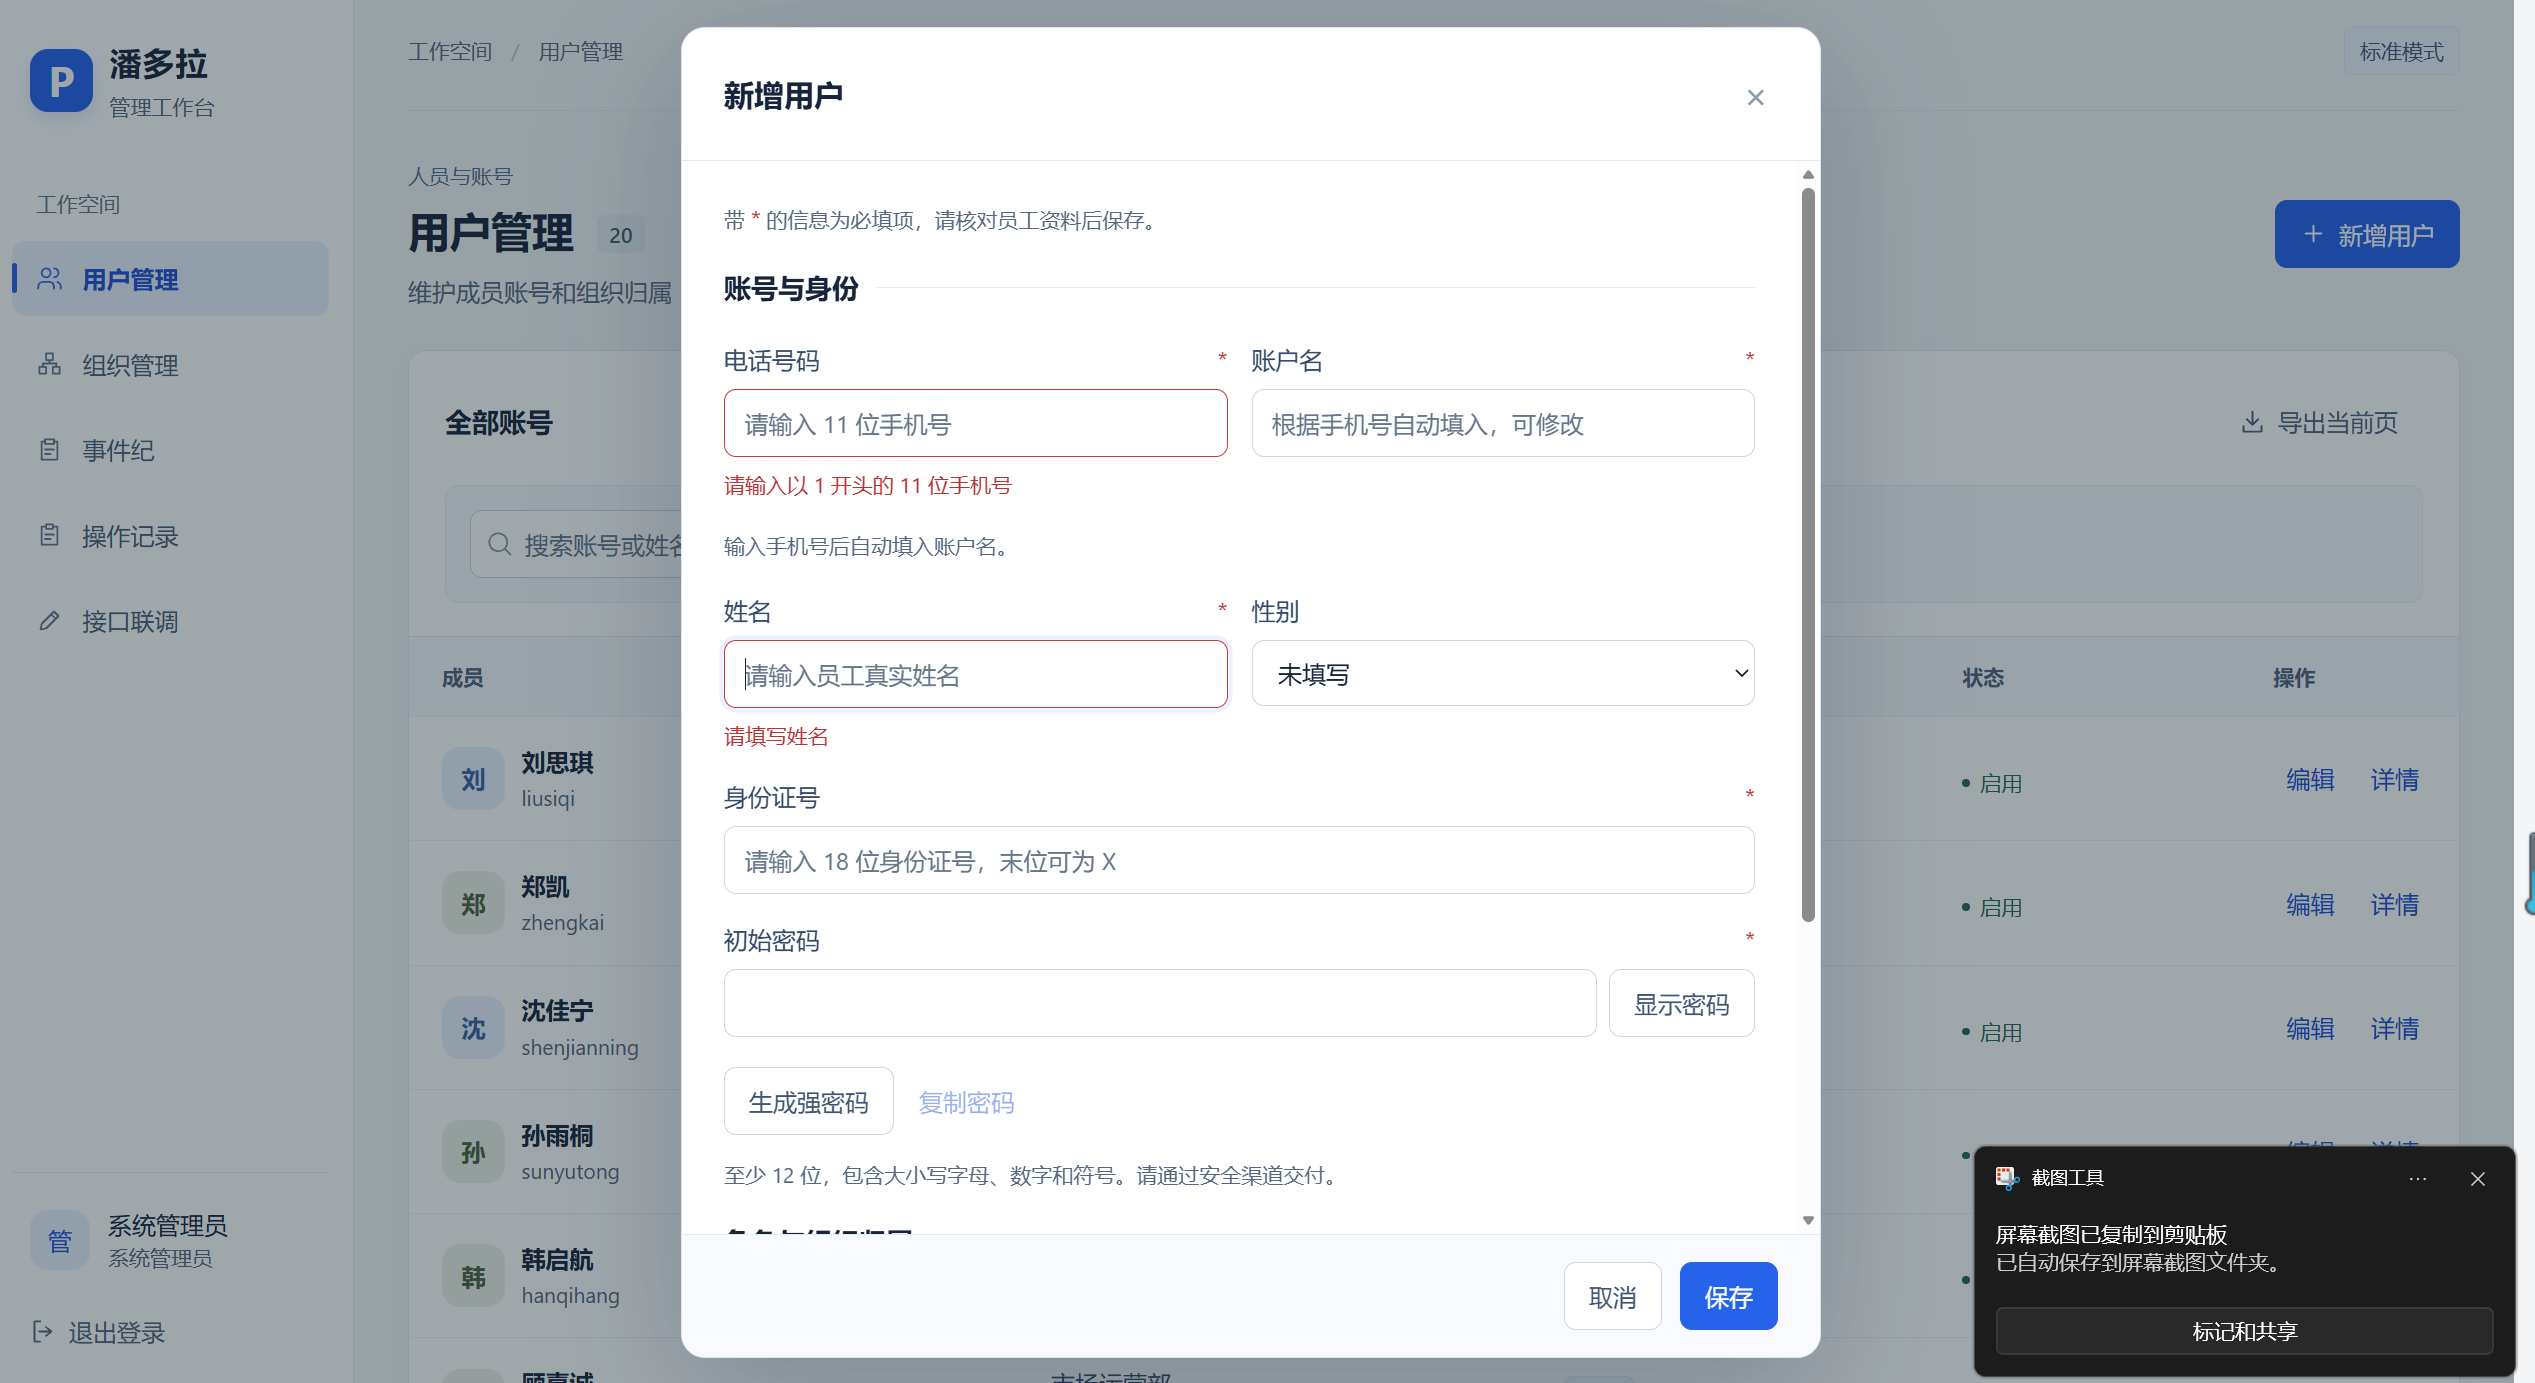 P
潘多拉
管理工作台
工作空间
用户管理
组织管理
事件纪
操作记录
接口联调
管
系统管理员
系统管理员
退出登录
工作空间 / 用户管理
标准模式
人员与账号
用户管理 20
维护成员账号和组织归属
+ 新增用户
全部账号
导出当前页
搜索账号或姓名
成员
状态
操作
刘
刘思琪
liusiqi
启用
编辑
详情
郑
郑凯
zhengkai
启用
编辑
详情
沈
沈佳宁
shenjianning
启用
编辑
详情
孙
孙雨桐
sunyutong
韩
韩启航
hanqihang
新增用户
带 * 的信息为必填项，请核对员工资料后保存。
账号与身份
电话号码 *
账户名 *
请输入 11 位手机号
根据手机号自动填入，可修改
请输入以 1 开头的 11 位手机号
输入手机号后自动填入账户名。
姓名 *
性别
请输入员工真实姓名
未填写
请填写姓名
身份证号 *
请输入 18 位身份证号，末位可为 X
初始密码 *
显示密码
生成强密码
复制密码
至少 12 位，包含大小写字母、数字和符号。请通过安全渠道交付。
取消
保存
截图工具
屏幕截图已复制到剪贴板
已自动保存到屏幕截图文件夹。
标记和共享